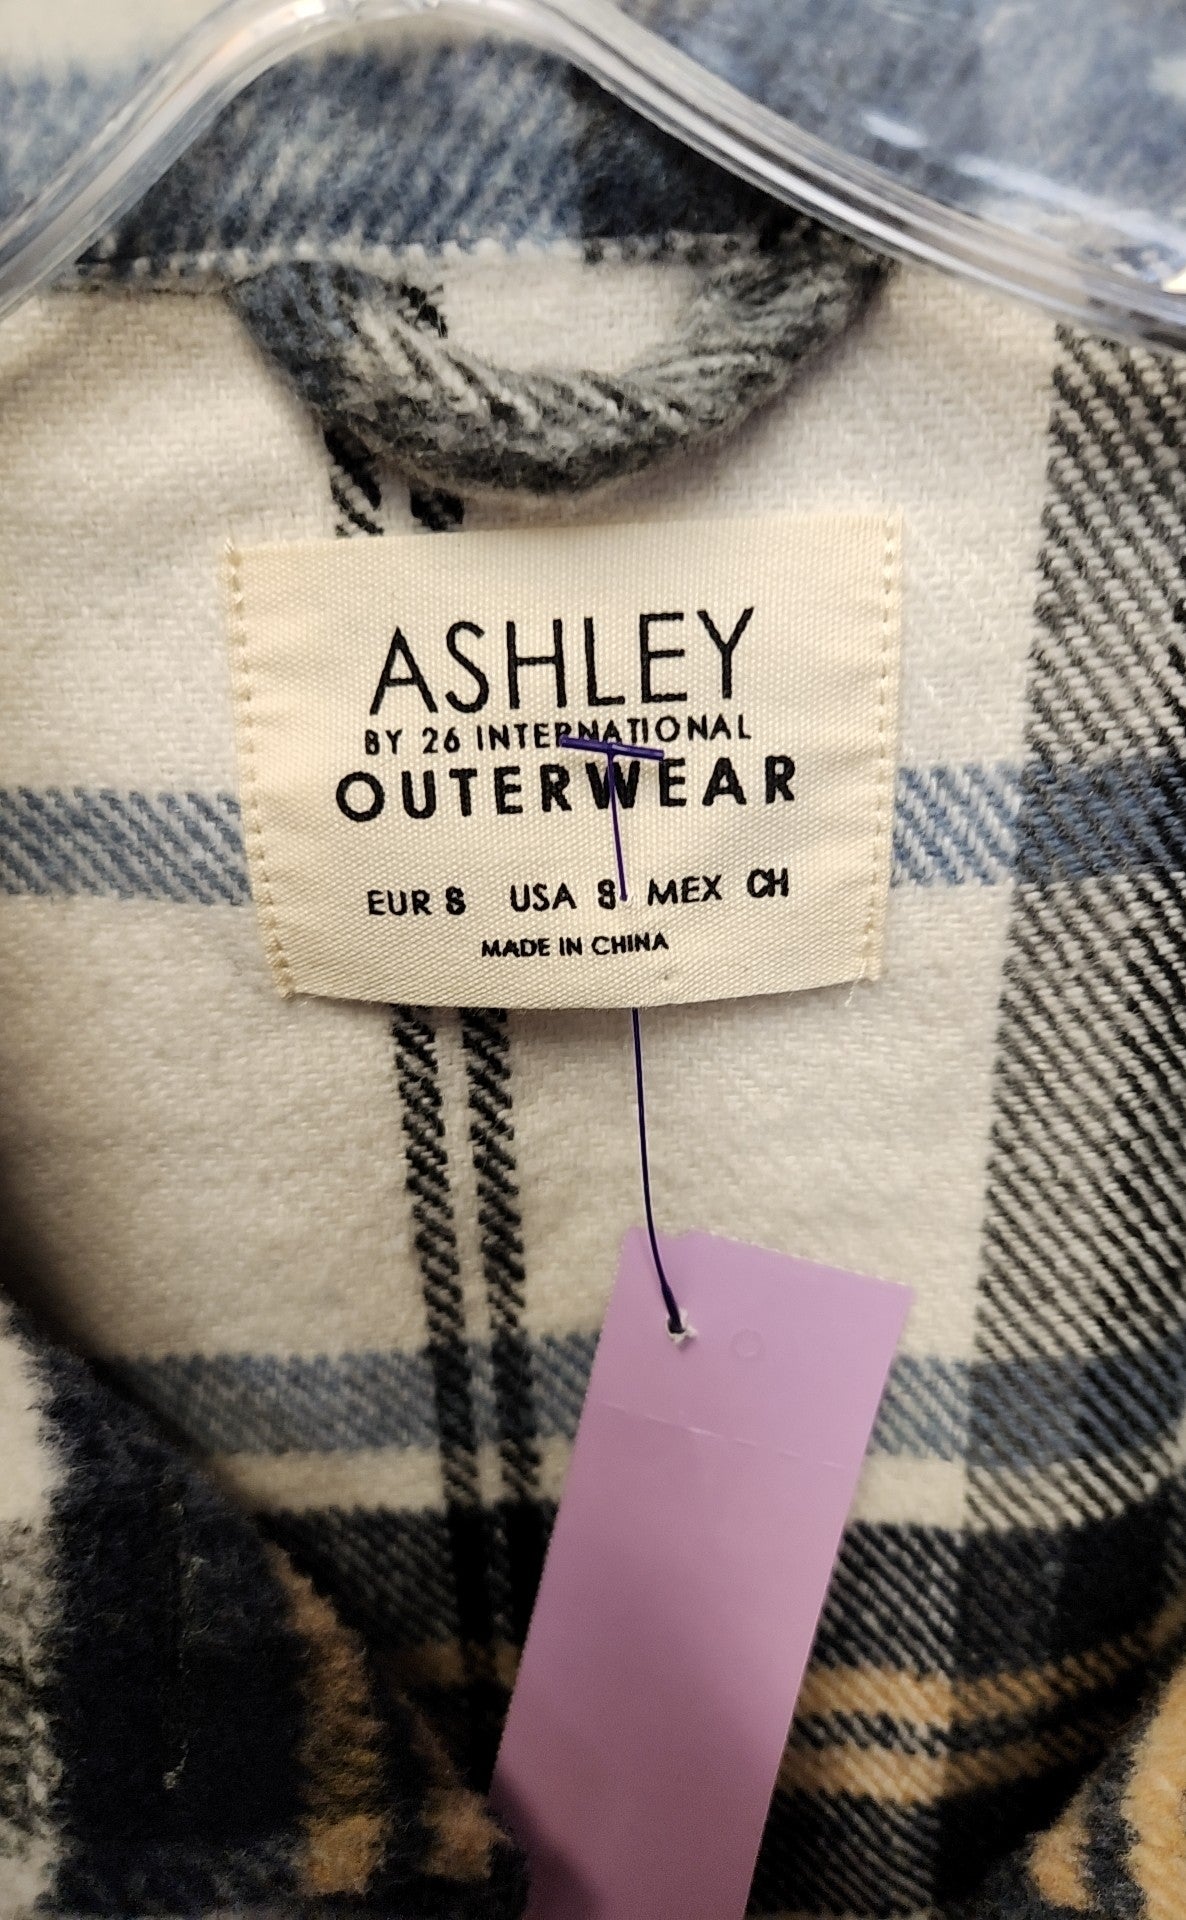 ASHLEY
BY 26 INTERNATIONAL
OUTERWEAR
EUR S USA S MEX CH
MADE IN CHINA